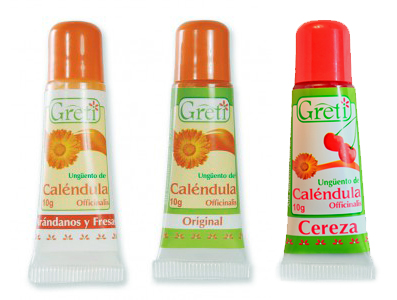 Greti
Ungüento de
Caléndula
10g Officinalis
rándanos y Fresa
Greti
Ungüento de
Caléndula
10g Officinalis
Original
Greti
Ungüento de
Caléndula
10g Officinalis
Cereza